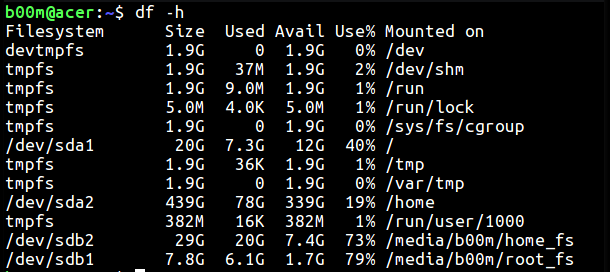 b00m@acer:~$ df -h
Filesystem      Size  Used Avail Use% Mounted on
devtmpfs        1.9G     0  1.9G   0% /dev
tmpfs           1.9G   37M  1.9G   2% /dev/shm
tmpfs           1.9G  9.0M  1.9G   1% /run
tmpfs           5.0M  4.0K  5.0M   1% /run/lock
tmpfs           1.9G     0  1.9G   0% /sys/fs/cgroup
/dev/sda1        20G  7.3G   12G  40% /
tmpfs           1.9G   36K  1.9G   1% /tmp
tmpfs           1.9G     0  1.9G   0% /var/tmp
/dev/sda2       439G   78G  339G  19% /home
tmpfs           382M   16K  382M   1% /run/user/1000
/dev/sdb2        29G   20G  7.4G  73% /media/b00m/home_fs
/dev/sdb1       7.8G  6.1G  1.7G  79% /media/b00m/root_fs